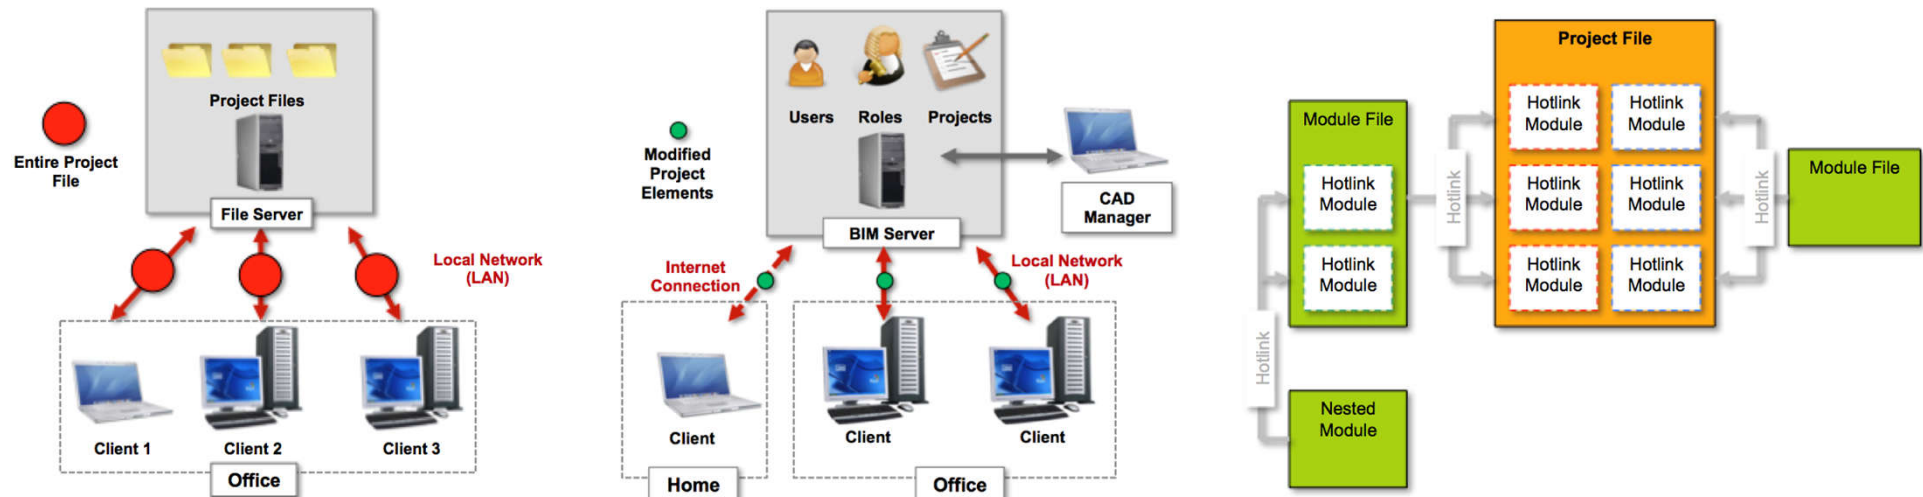 Project Files
Entire Project
File
File Server
Local Network
(LAN)
Client 1
Client 2
Client 3
Office
Users
Roles
Projects
Modified
Project
Elements
CAD
Manager
BIM Server
Internet
Connection
Local Network
(LAN)
Client
Client
Client
Home
Office
Project File
Module File
Hotlink
Module
Hotlink
Module
Hotlink
Module
Hotlink
Module
Hotlink
Module
Hotlink
Module
Hotlink
Module
Hotlink
Module
Hotlink
Hotlink
Module File
Hotlink
Nested
Module